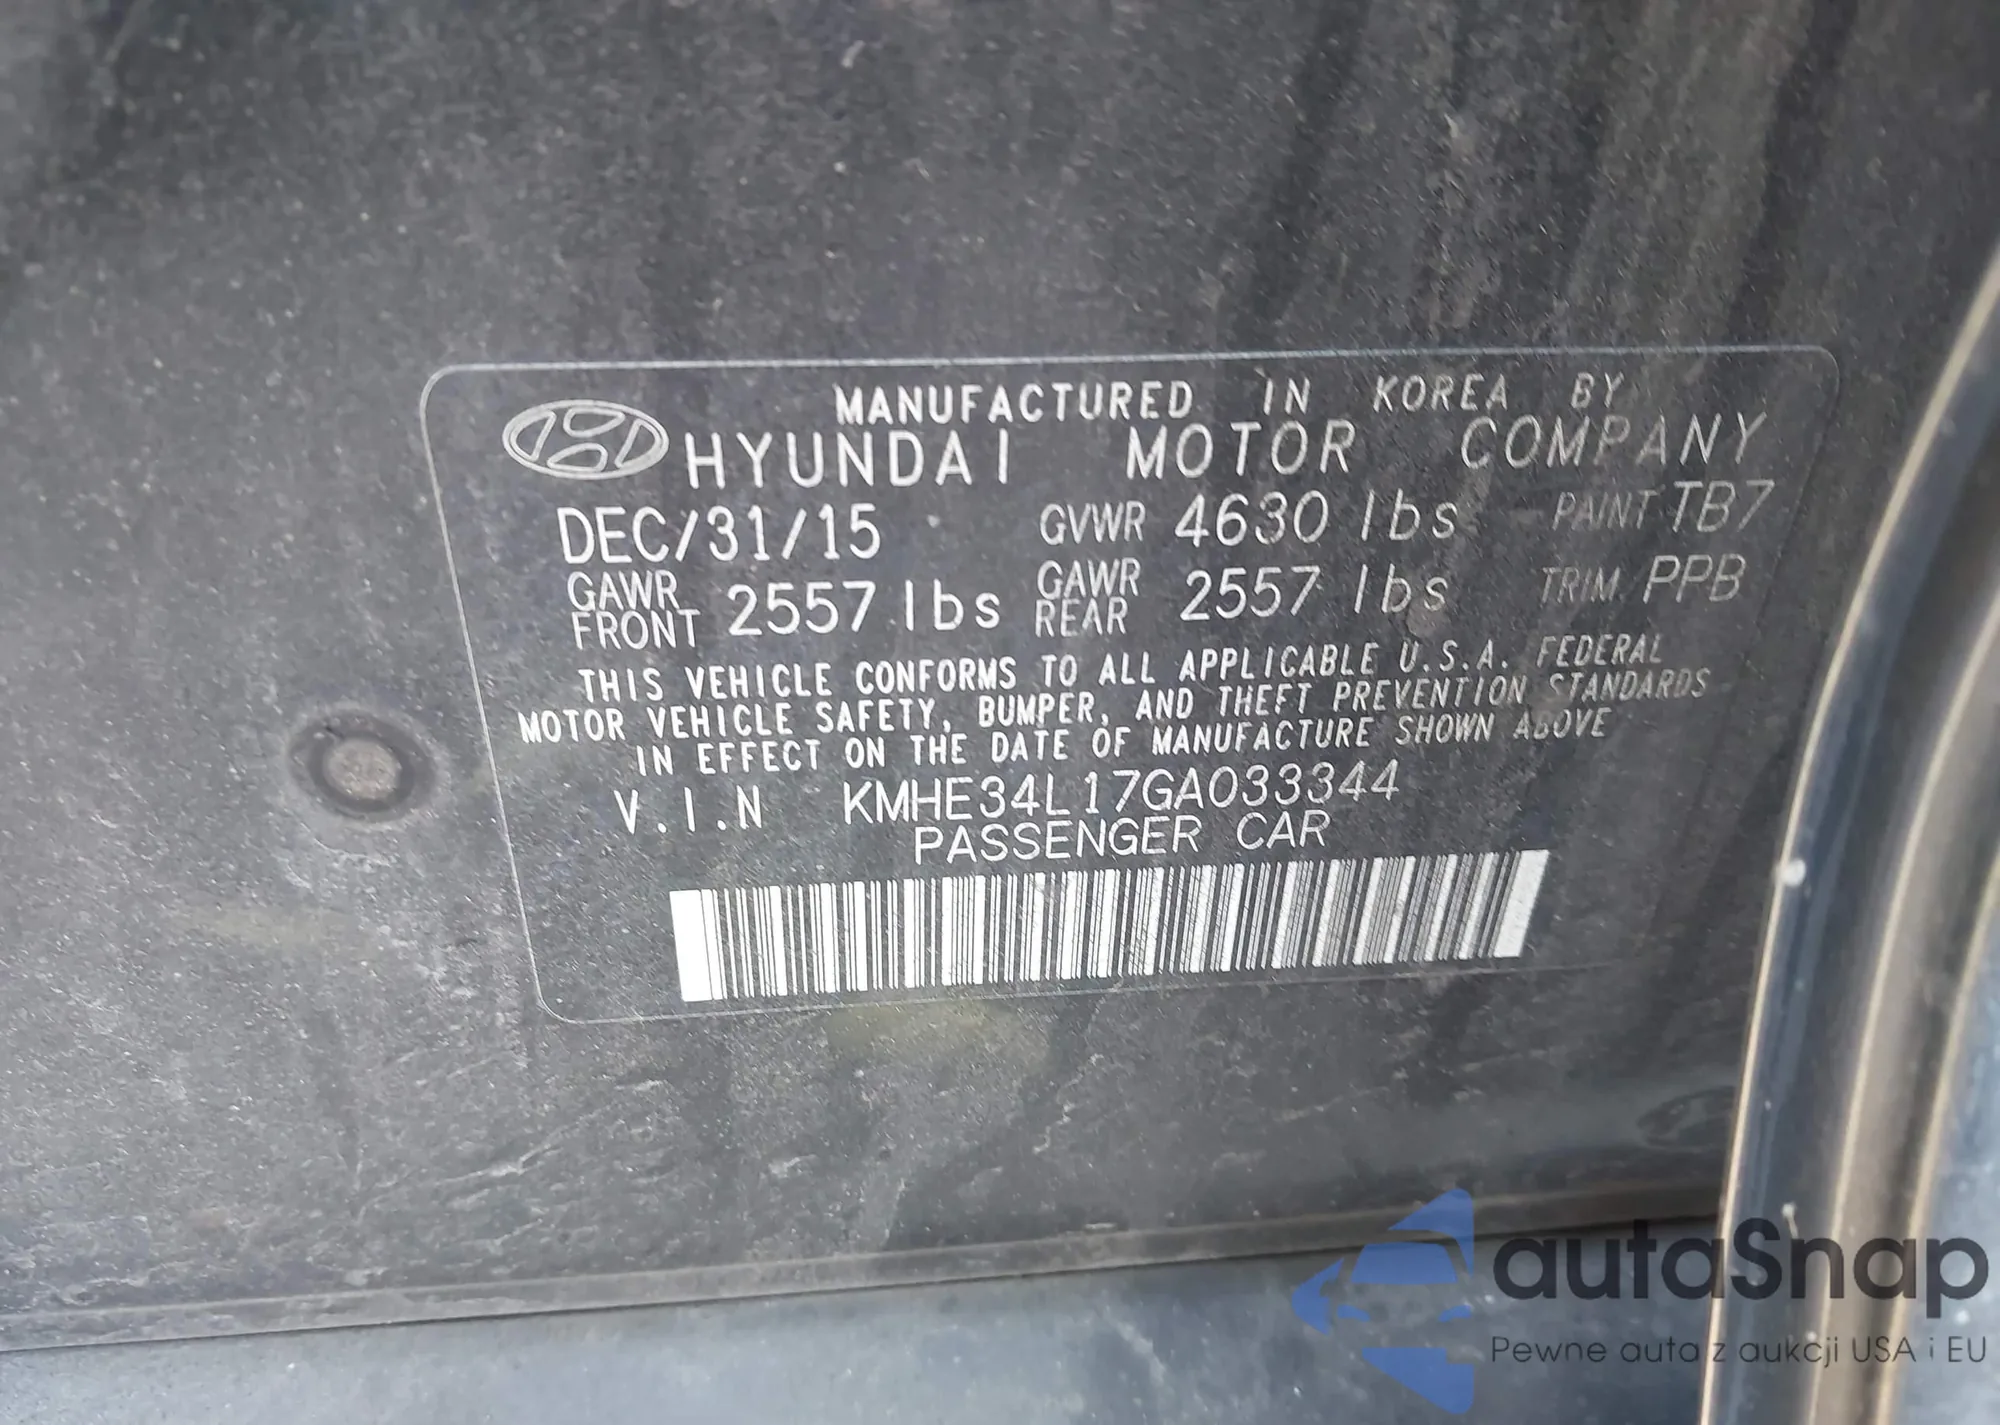 MANUFACTURED IN KOREA BY
HYUNDAI MOTOR COMPANY
DEC/31/15 GVWR 4630 lbs PAINT TB7
GAWR FRONT 2557 lbs GAWR REAR 2557 lbs TRIM/PPB
THIS VEHICLE CONFORMS TO ALL APPLICABLE U.S.A. FEDERAL
MOTOR VEHICLE SAFETY, BUMPER, AND THEFT PREVENTION STANDARDS
IN EFFECT ON THE DATE OF MANUFACTURE SHOWN ABOVE
V.I.N KMHE34L17GA033344
PASSENGER CAR
autaSnap
Pewne auta z aukcji USA i EU